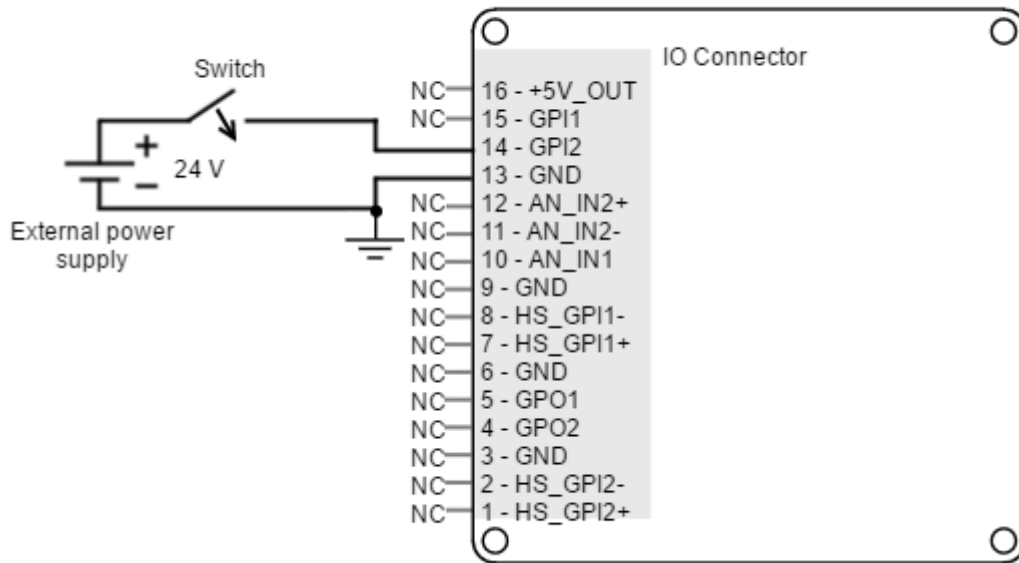 IO Connector
Switch
+
24 V
−
External power
supply
NC 16 - +5V_OUT
NC 15 - GPI1
14 - GPI2
13 - GND
NC 12 - AN_IN2+
NC 11 - AN_IN2-
NC 10 - AN_IN1
NC 9 - GND
NC 8 - HS_GPI1-
NC 7 - HS_GPI1+
NC 6 - GND
NC 5 - GPO1
NC 4 - GPO2
NC 3 - GND
NC 2 - HS_GPI2-
NC 1 - HS_GPI2+